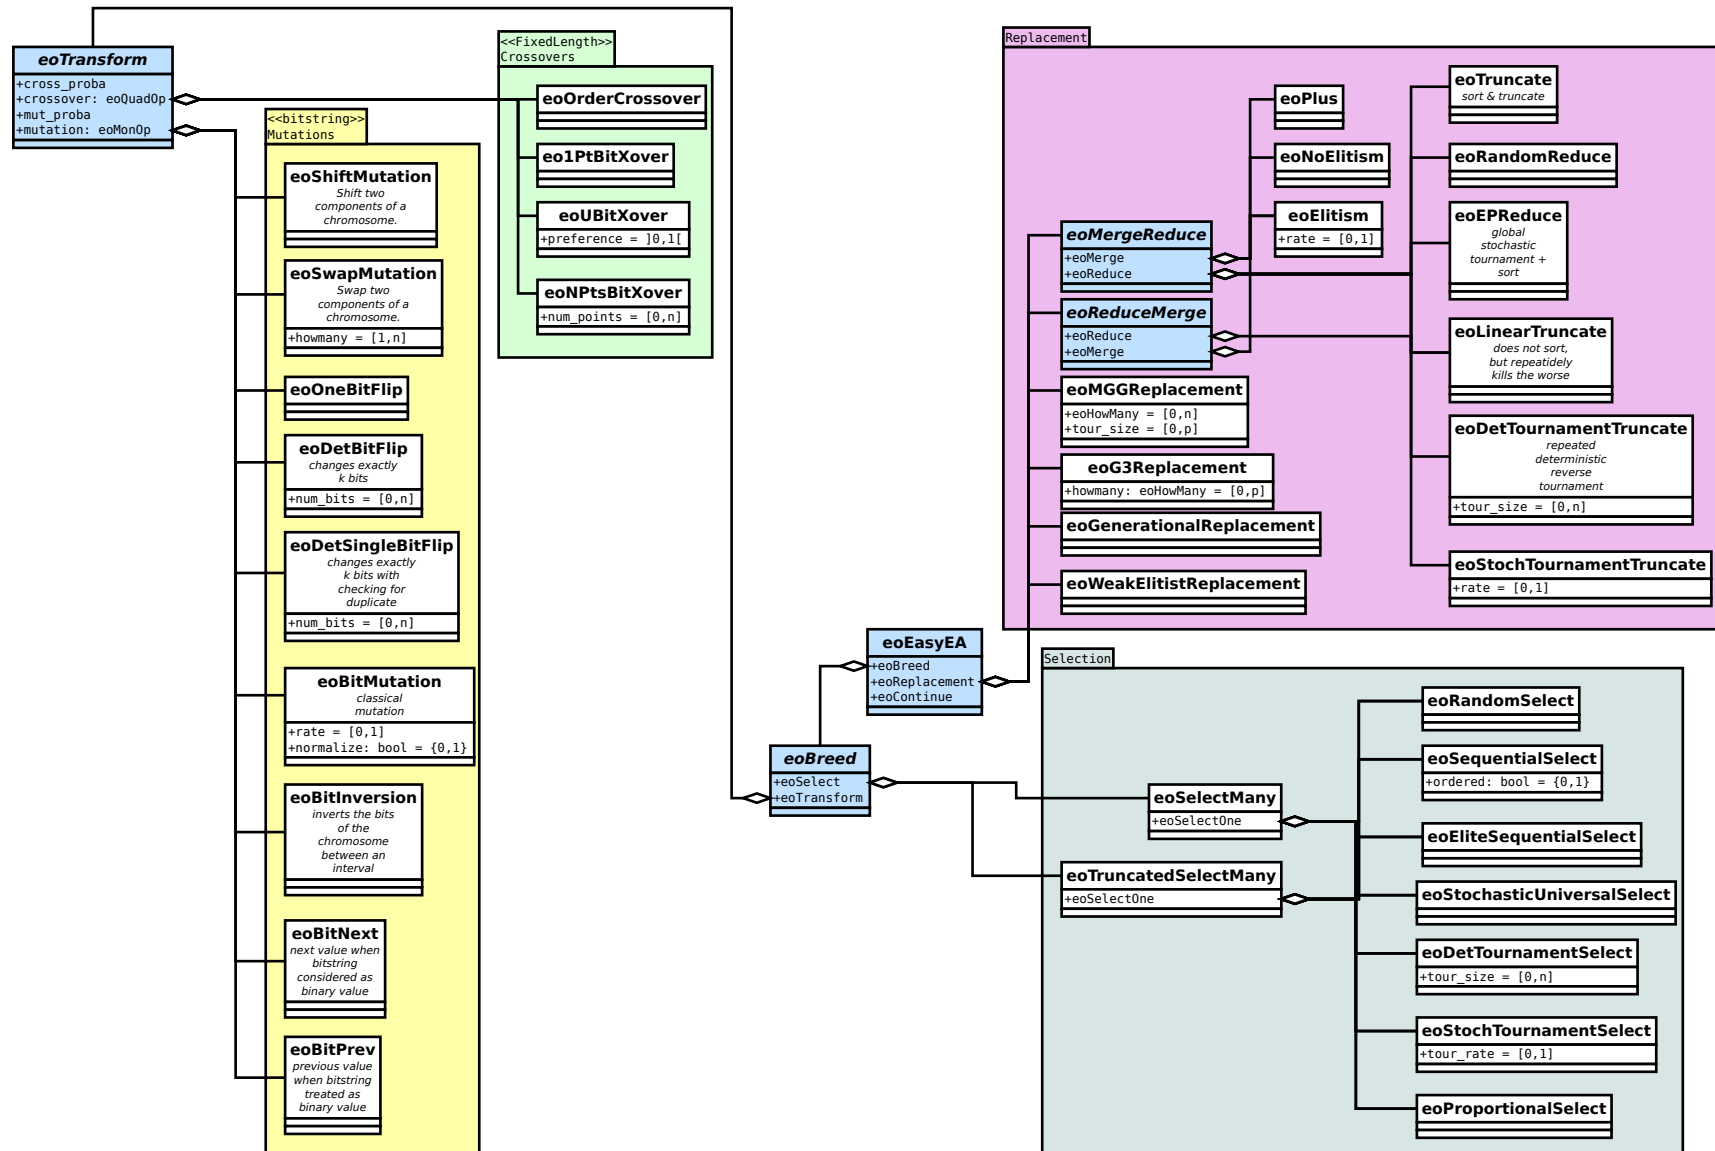 eoTransform
+cross_proba
+crossover: eoQuadOp
+mut_proba
+mutation: eoMonOp
<<bitstring>>
Mutations
eoShiftMutation
Shift two
components of a
chromosome.
eoSwapMutation
Swap two
components of a
chromosome.
+howmany = [1,n]
eoOneBitFlip
eoDetBitFlip
changes exactly
k bits
+num_bits = [0,n]
eoDetSingleBitFlip
changes exactly
k bits with
checking for
duplicate
+num_bits = [0,n]
eoBitMutation
classical
mutation
+rate = [0,1]
+normalize: bool = {0,1}
eoBitInversion
inverts the bits
of the
chromosome
between an
interval
eoBitNext
next value when
bitstring
considered as
binary value
eoBitPrev
previous value
when bitstring
treated as
binary value
<<FixedLength>>
Crossovers
eoOrderCrossover
eo1PtBitXover
eoUBitXover
+preference = ]0,1[
eoNPtsBitXover
+num_points = [0,n]
eoEasyEA
+eoBreed
+eoReplacement
+eoContinue
eoBreed
+eoSelect
+eoTransform
Replacement
eoMergeReduce
+eoMerge
+eoReduce
eoReduceMerge
+eoReduce
+eoMerge
eoMGGReplacement
+eoHowMany = [0,n]
+tour_size = [0,p]
eoG3Replacement
+howmany: eoHowMany = [0,p]
eoGenerationalReplacement
eoWeakElitistReplacement
eoPlus
eoNoElitism
eoElitism
+rate = [0,1]
eoTruncate
sort & truncate
eoRandomReduce
eoEPReduce
global
stochastic
tournament +
sort
eoLinearTruncate
does not sort,
but repeatidely
kills the worse
eoDetTournamentTruncate
repeated
deterministic
reverse
tournament
+tour_size = [0,n]
eoStochTournamentTruncate
+rate = [0,1]
Selection
eoSelectMany
+eoSelectOne
eoTruncatedSelectMany
+eoSelectOne
eoRandomSelect
eoSequentialSelect
+ordered: bool = {0,1}
eoEliteSequentialSelect
eoStochasticUniversalSelect
eoDetTournamentSelect
+tour_size = [0,n]
eoStochTournamentSelect
+tour_rate = [0,1]
eoProportionalSelect